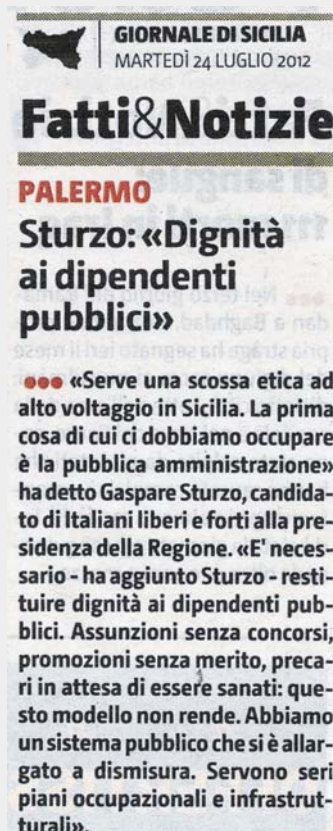 GIORNALE DI SICILIA
MARTEDÌ 24 LUGLIO 2012
Fatti&Notizie
PALERMO
Sturzo: «Dignità
ai dipendenti
pubblici»
●●● «Serve una scossa etica ad
alto voltaggio in Sicilia. La prima
cosa di cui ci dobbiamo occupare
è la pubblica amministrazione»
ha detto Gaspare Sturzo, candida-
to di Italiani liberi e forti alla pre-
sidenza della Regione. «E' neces-
sario - ha aggiunto Sturzo - resti-
tuire dignità ai dipendenti pub-
blici. Assunzioni senza concorsi,
promozioni senza merito, preca-
ri in attesa di essere sanati: que-
sto modello non rende. Abbiamo
un sistema pubblico che si è allar-
gato a dismisura. Servono seri
piani occupazionali e infrastrut-
turali».